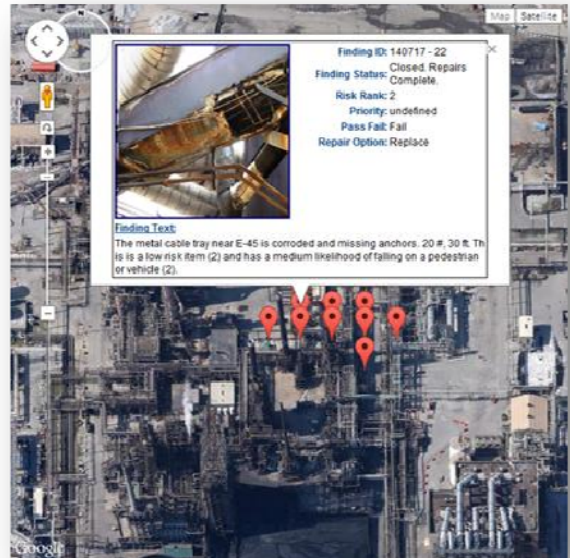 N
Map Satellite
Finding ID: 140717 - 22
Finding Status: Closed. Repairs
Complete.
Risk Rank: 2
Priority: undefined
Pass Fail: Fail
Repair Option: Replace
Finding Text:
The metal cable tray near E-45 is corroded and missing anchors. 20 #, 30 ft. Th
is is a low risk item (2) and has a medium likelihood of falling on a pedestrian
or vehicle (2).
Google